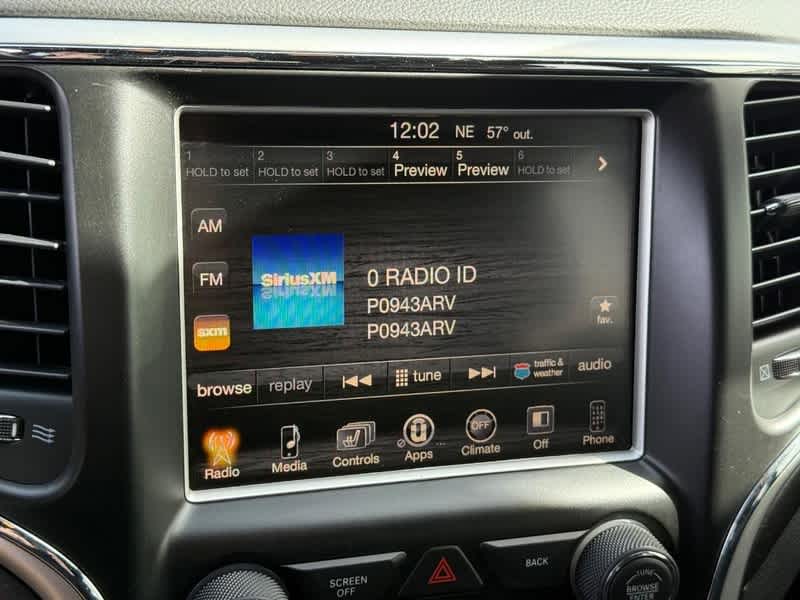 12:02 NE 57° out.
1 2 3 4 5 6
HOLD to set HOLD to set HOLD to set Preview Preview HOLD to set
AM
SiriusXM
0 RADIO ID
FM
P0943ARV
fav.
sxm
P0943ARV
browse replay tune traffic & weather audio
OFF
Radio Media Controls Apps Climate Off Phone
SCREEN OFF
BACK
TUNE
BROWSE
ENTER